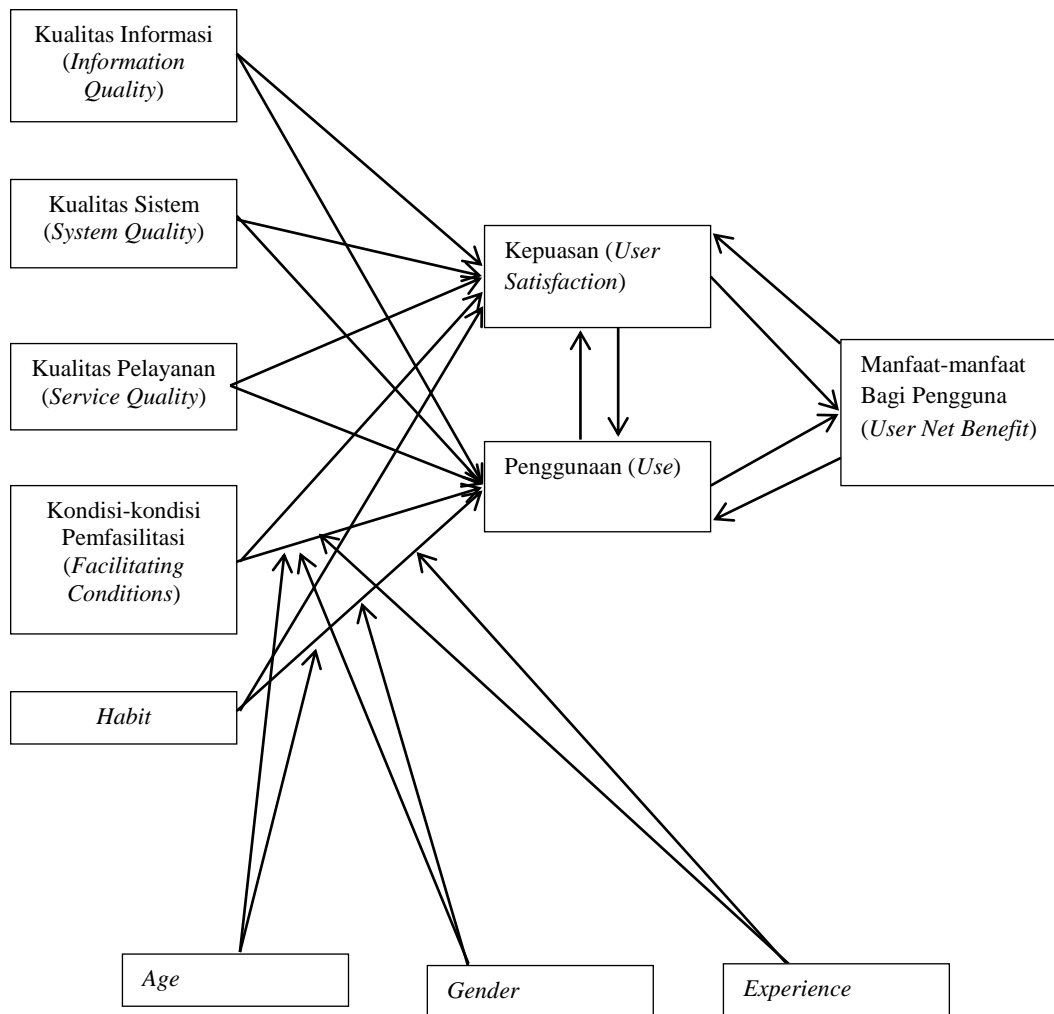 Kualitas Informasi
(Information
Quality)
Kualitas Sistem
(System Quality)
Kualitas Pelayanan
(Service Quality)
Kondisi-kondisi
Pemfasilitasi
(Facilitating
Conditions)
Habit
Kepuasan (User
Satisfaction)
Penggunaan (Use)
Manfaat-manfaat
Bagi Pengguna
(User Net Benefit)
Age
Gender
Experience